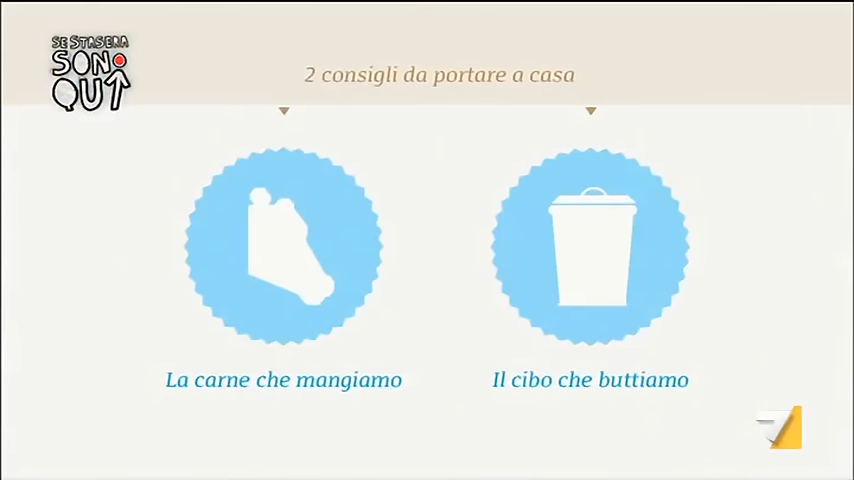 SE STASERA
SONO
QUI
2 consigli da portare a casa
La carne che mangiamo
Il cibo che buttiamo